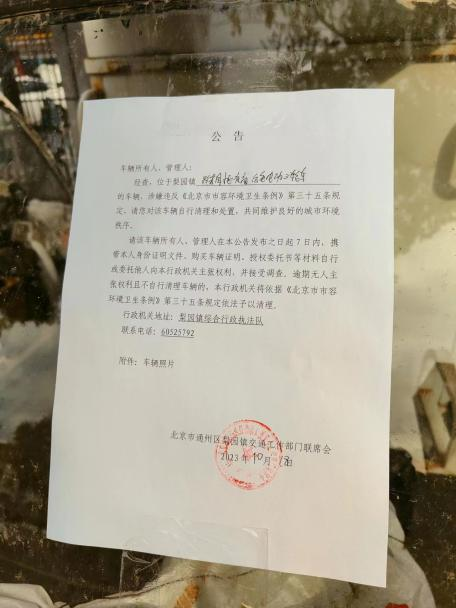 公 告
车辆所有人、管理人：
经查，位于梨园镇
的车辆，涉嫌违反《北京市市容环境卫生条例》第三十五条规
定。请您对该车辆自行清理和处置，共同维护良好的城市环境
秩序。
请该车辆所有人、管理人在本公告发布之日起7日内，携
带本人身份证明文件、购买车辆证明、授权委托书等材料自行
或委托他人向本行政机关主张权利，并接受调查。逾期无人主
张权利且不自行清理车辆的，本行政机关将依据《北京市市容
环境卫生条例》第三十五条规定依法予以清理。
行政机关地址：梨园镇综合行政执法队
联系电话：60525792
附件：车辆照片
北京市通州区梨园镇交通工作部门联席会
2023年10月 日